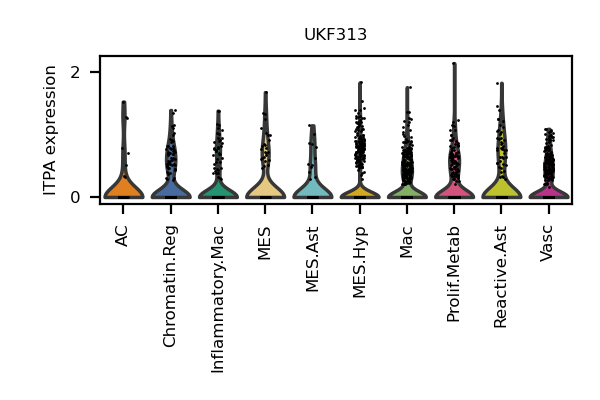 UKF313
ITPA expression
2
0
AC
Chromatin.Reg
Inflammatory.Mac
MES
MES.Ast
MES.Hyp
Mac
Prolif.Metab
Reactive.Ast
Vasc